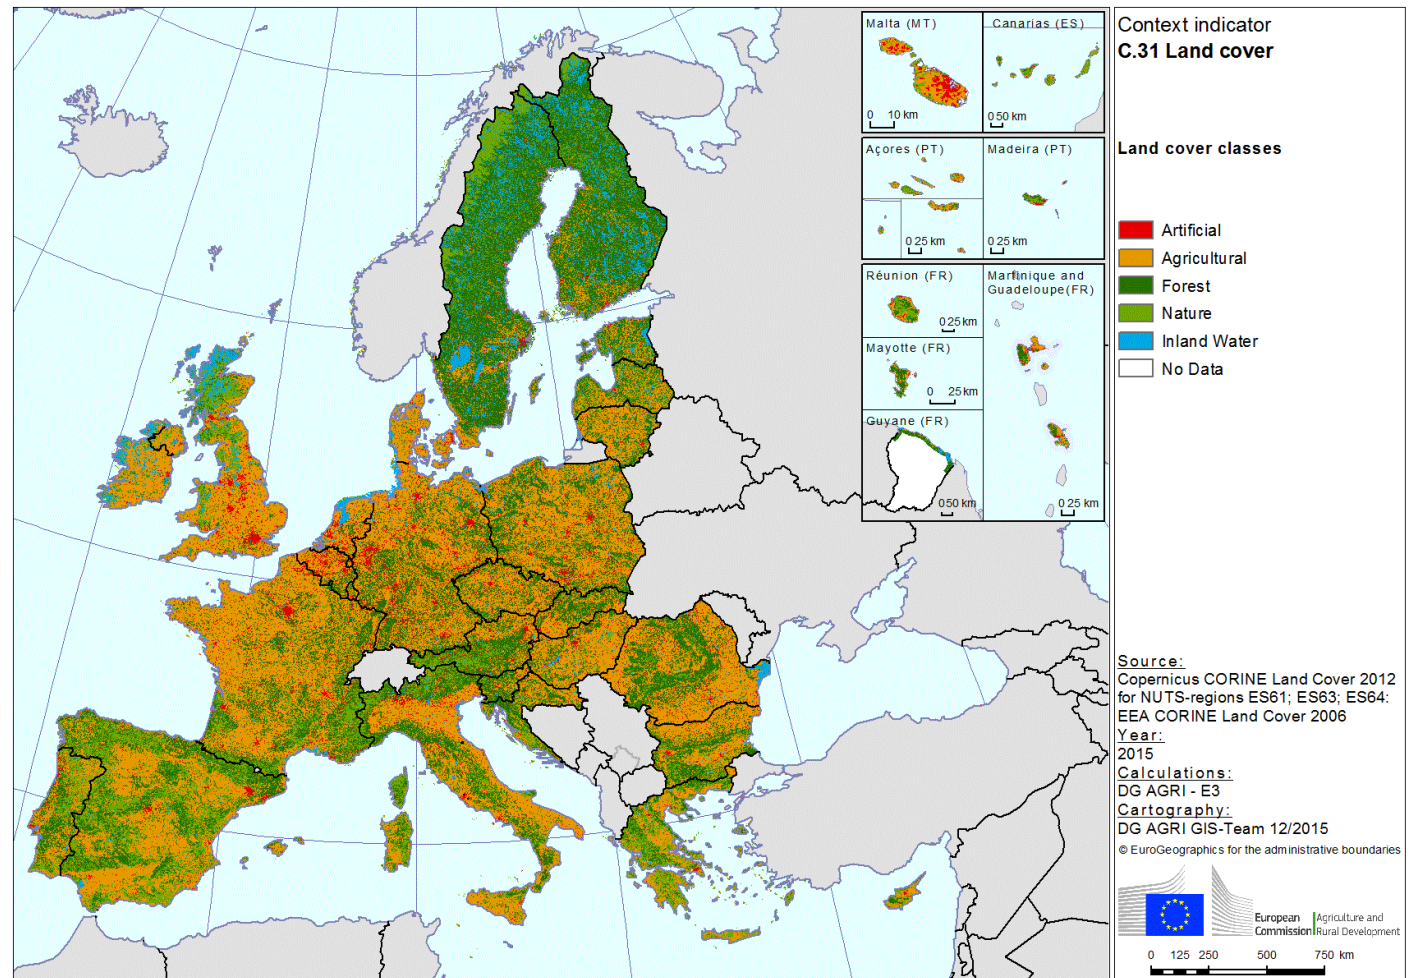 Context indicator
C.31 Land cover
Land cover classes
Artificial
Agricultural
Forest
Nature
Inland Water
No Data
Malta (MT)
0 10 km
Canarias (ES)
0 50 km
Açores (PT)
0 25 km
Madeira (PT)
0 25 km
Réunion (FR)
0 25 km
Mayotte (FR)
0 25 km
Guyane (FR)
0 50 km
Martinique and
Guadeloupe(FR)
0 25 km
Source:
Copernicus CORINE Land Cover 2012
for NUTS-regions ES61; ES63; ES64:
EEA CORINE Land Cover 2006
Year:
2015
Calculations:
DG AGRI - E3
Cartography:
DG AGRI GIS-Team 12/2015
© EuroGeographics for the administrative boundaries
European
Commission
Agriculture and
Rural Development
0 125 250 500 750 km